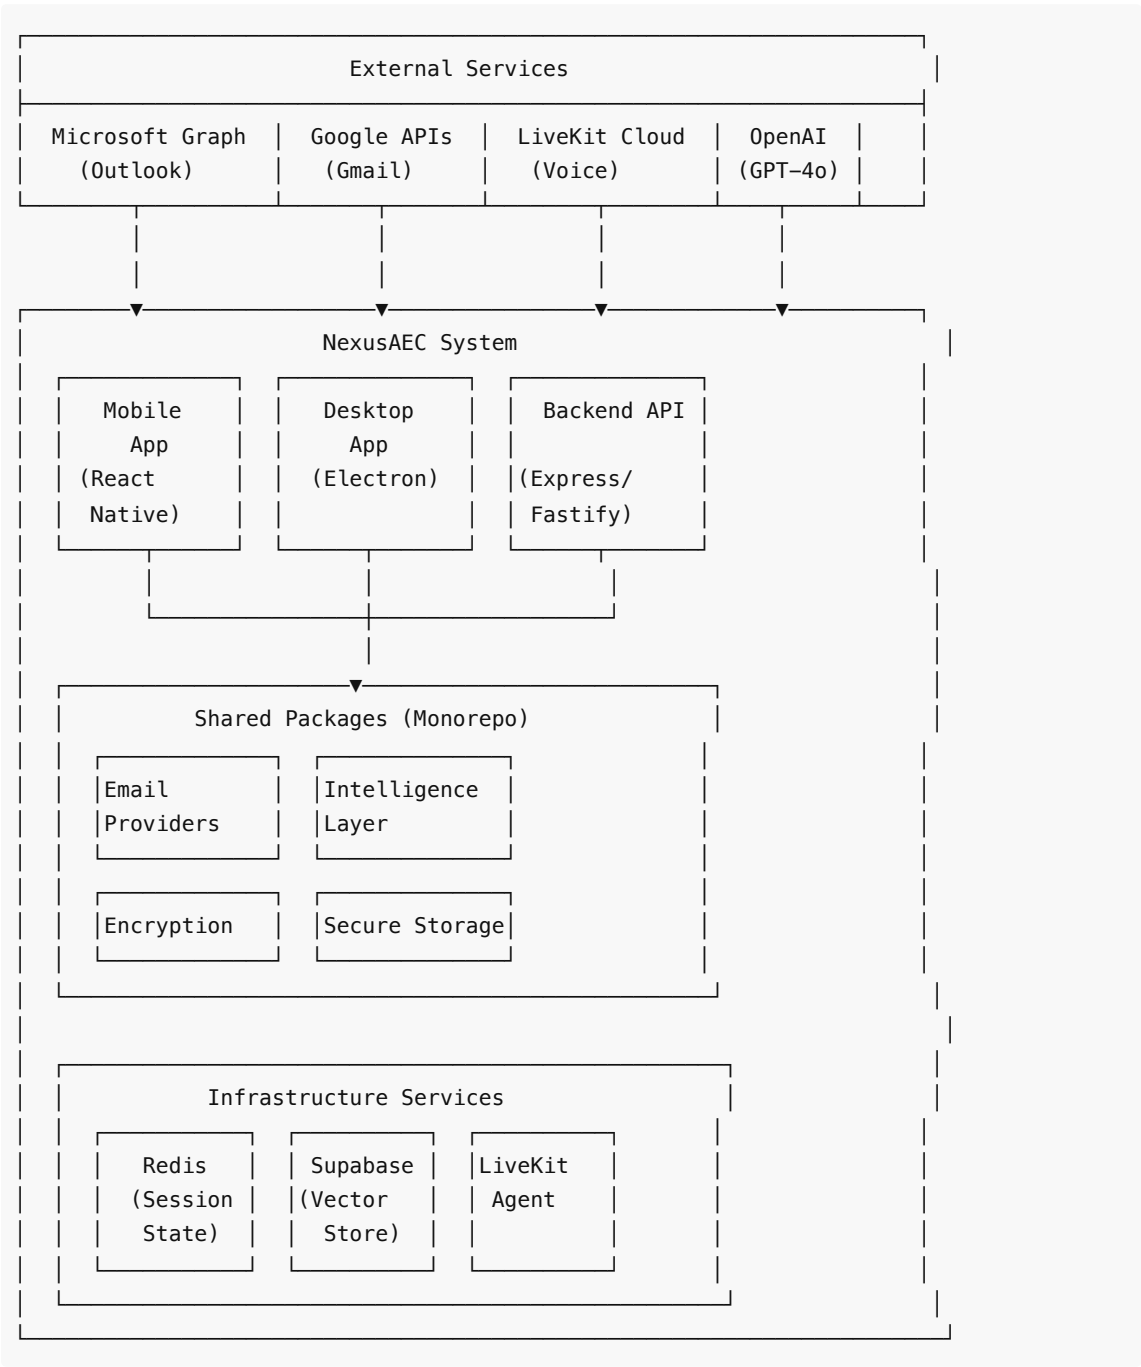 External Services
Microsoft Graph Google APIs LiveKit Cloud OpenAI
(Outlook) (Gmail) (Voice) (GPT−4o)
NexusAEC System
Mobile Desktop Backend API
App App
(React (Electron) (Express/
Native) Fastify)
Shared Packages (Monorepo)
Email Intelligence
Providers Layer
Encryption Secure Storage
Infrastructure Services
Redis Supabase LiveKit
(Session (Vector Agent
State) Store)